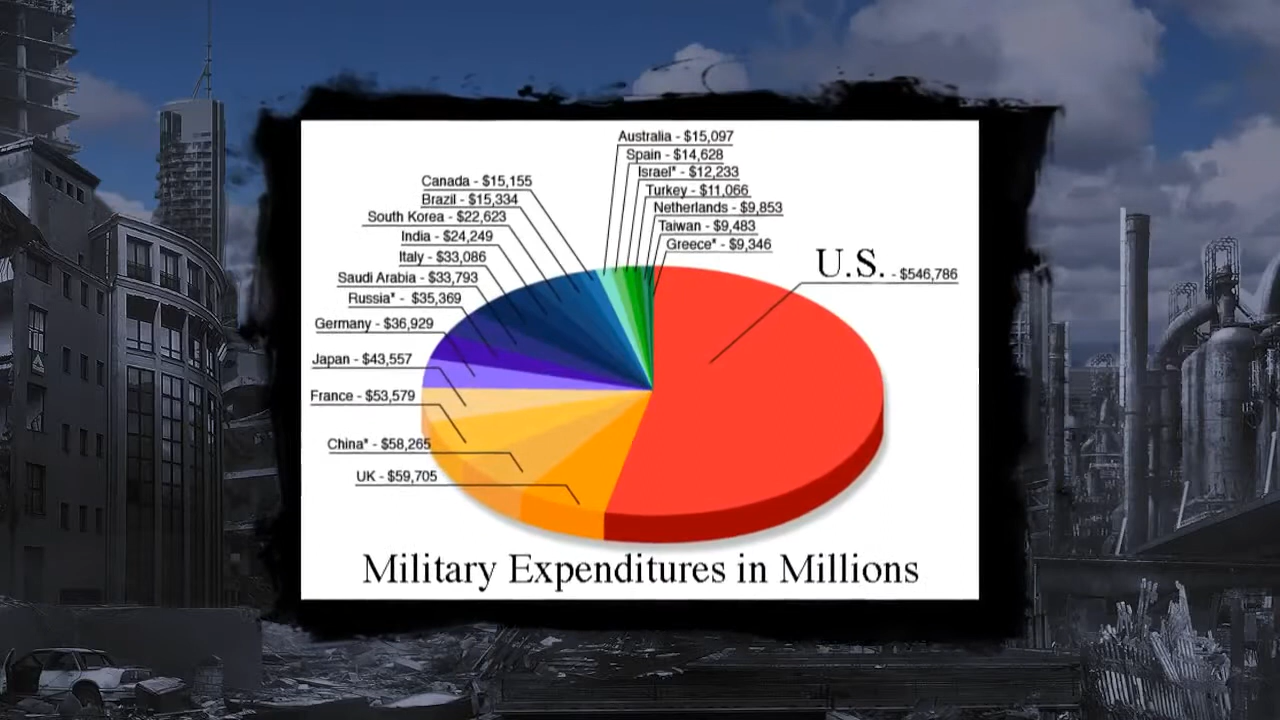 Australia - $15,097
Spain - $14,628
Israel* - $12,233
Turkey - $11,066
Netherlands - $9,853
Taiwan - $9,483
Greece* - $9,346
Canada - $15,155
Brazil - $15,334
South Korea - $22,623
India - $24,249
Italy - $33,086
Saudi Arabia - $33,793
Russia* - $35,369
Germany - $36,929
Japan - $43,557
France - $53,579
China* - $58,265
UK - $59,705
U.S. - $546,786
Military Expenditures in Millions